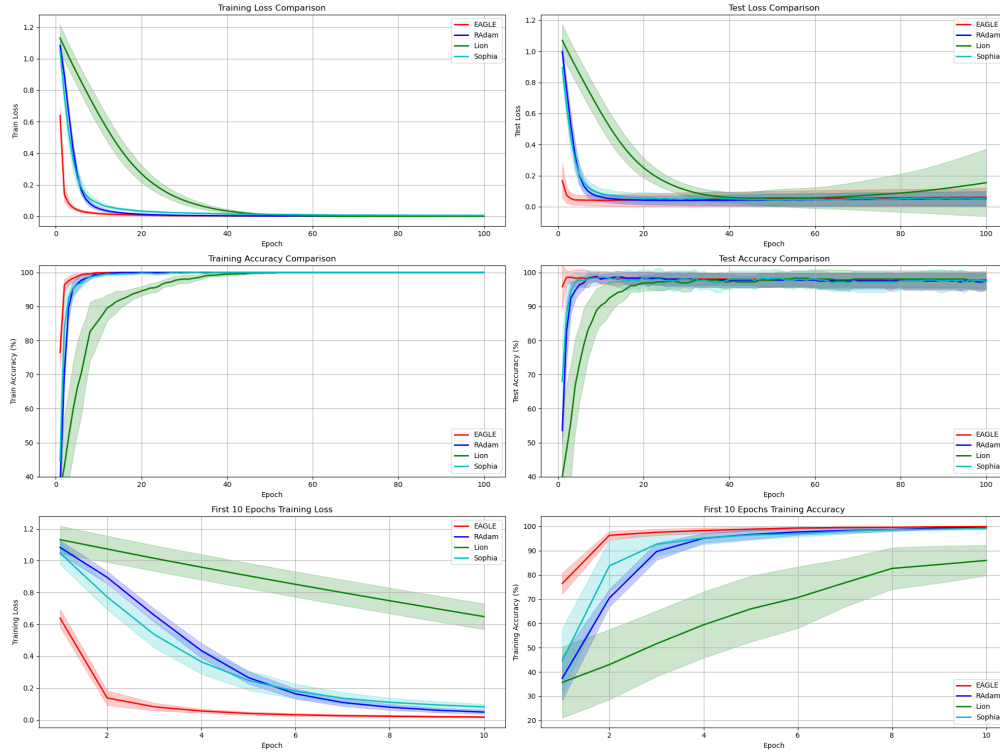 Training Loss Comparison
Train Loss
1.2
1.0
0.8
0.6
0.4
0.2
0.0
0 20 40 60 80 100
Epoch
EAGLE
RAdam
Lion
Sophia
Test Loss Comparison
Test Loss
1.2
1.0
0.8
0.6
0.4
0.2
0.0
0 20 40 60 80 100
Epoch
EAGLE
RAdam
Lion
Sophia
Training Accuracy Comparison
Train Accuracy (%)
100
90
80
70
60
50
40
0 20 40 60 80 100
Epoch
EAGLE
RAdam
Lion
Sophia
Test Accuracy Comparison
Test Accuracy (%)
100
90
80
70
60
50
40
0 20 40 60 80 100
Epoch
EAGLE
RAdam
Lion
Sophia
First 10 Epochs Training Loss
Training Loss
1.2
1.0
0.8
0.6
0.4
0.2
0.0
2 4 6 8 10
Epoch
EAGLE
RAdam
Lion
Sophia
First 10 Epochs Training Accuracy
Training Accuracy (%)
100
90
80
70
60
50
40
30
20
2 4 6 8 10
Epoch
EAGLE
RAdam
Lion
Sophia